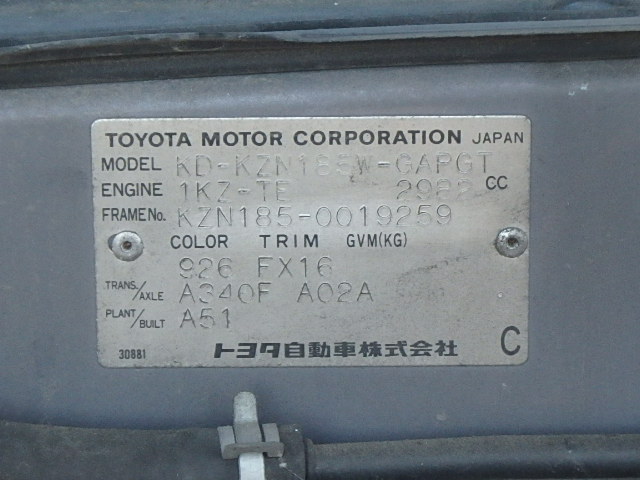 TOYOTA MOTOR CORPORATION JAPAN
MODEL KD-KZN185W-GAPGT
ENGINE 1KZ-TE 2982 CC
FRAME No. KZN185-0019259
COLOR TRIM GVM(KG)
926 FX16
TRANS./AXLE A340F A02A
PLANT/BUILT A51
30881 トヨタ自動車株式会社 C